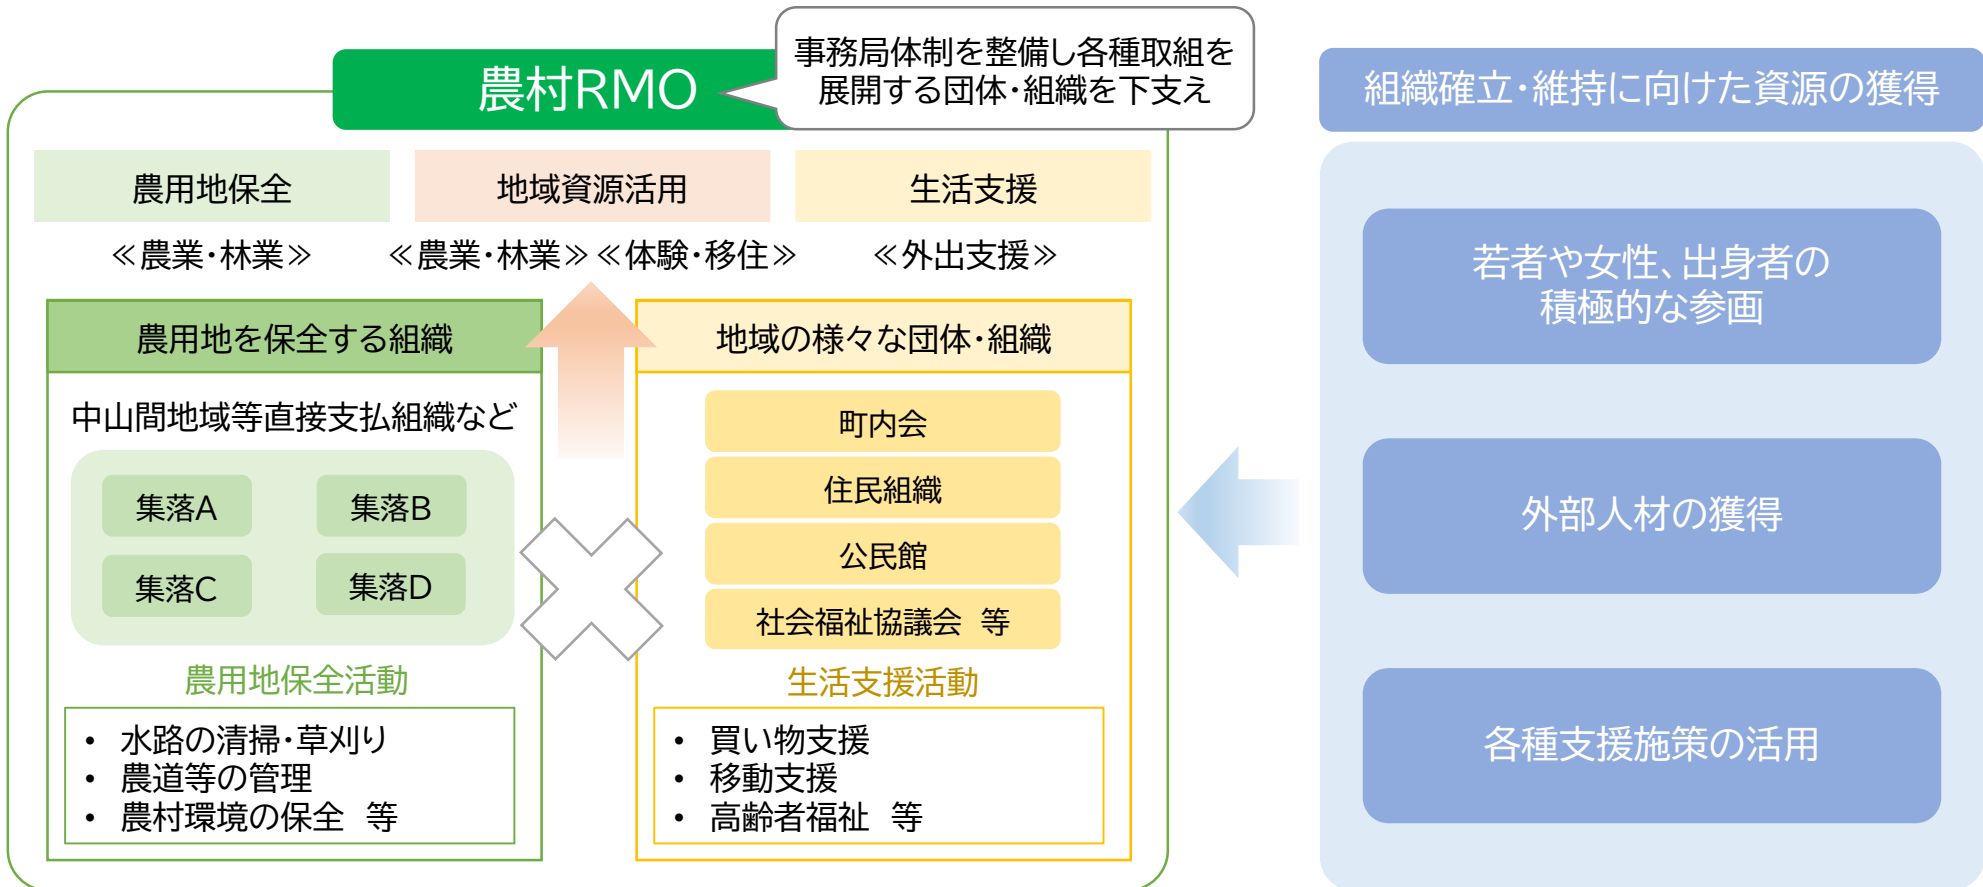 農村RMO
事務局体制を整備し各種取組を
展開する団体・組織を下支え
農用地保全
地域資源活用
生活支援
≪農業・林業≫
≪農業・林業≫≪体験・移住≫
≪外出支援≫
農用地を保全する組織
中山間地域等直接支払組織など
集落A
集落B
集落C
集落D
農用地保全活動
• 水路の清掃・草刈り
• 農道等の管理
• 農村環境の保全　等
地域の様々な団体・組織
町内会
住民組織
公民館
社会福祉協議会　等
生活支援活動
• 買い物支援
• 移動支援
• 高齢者福祉　等
組織確立・維持に向けた資源の獲得
若者や女性、出身者の
積極的な参画
外部人材の獲得
各種支援施策の活用